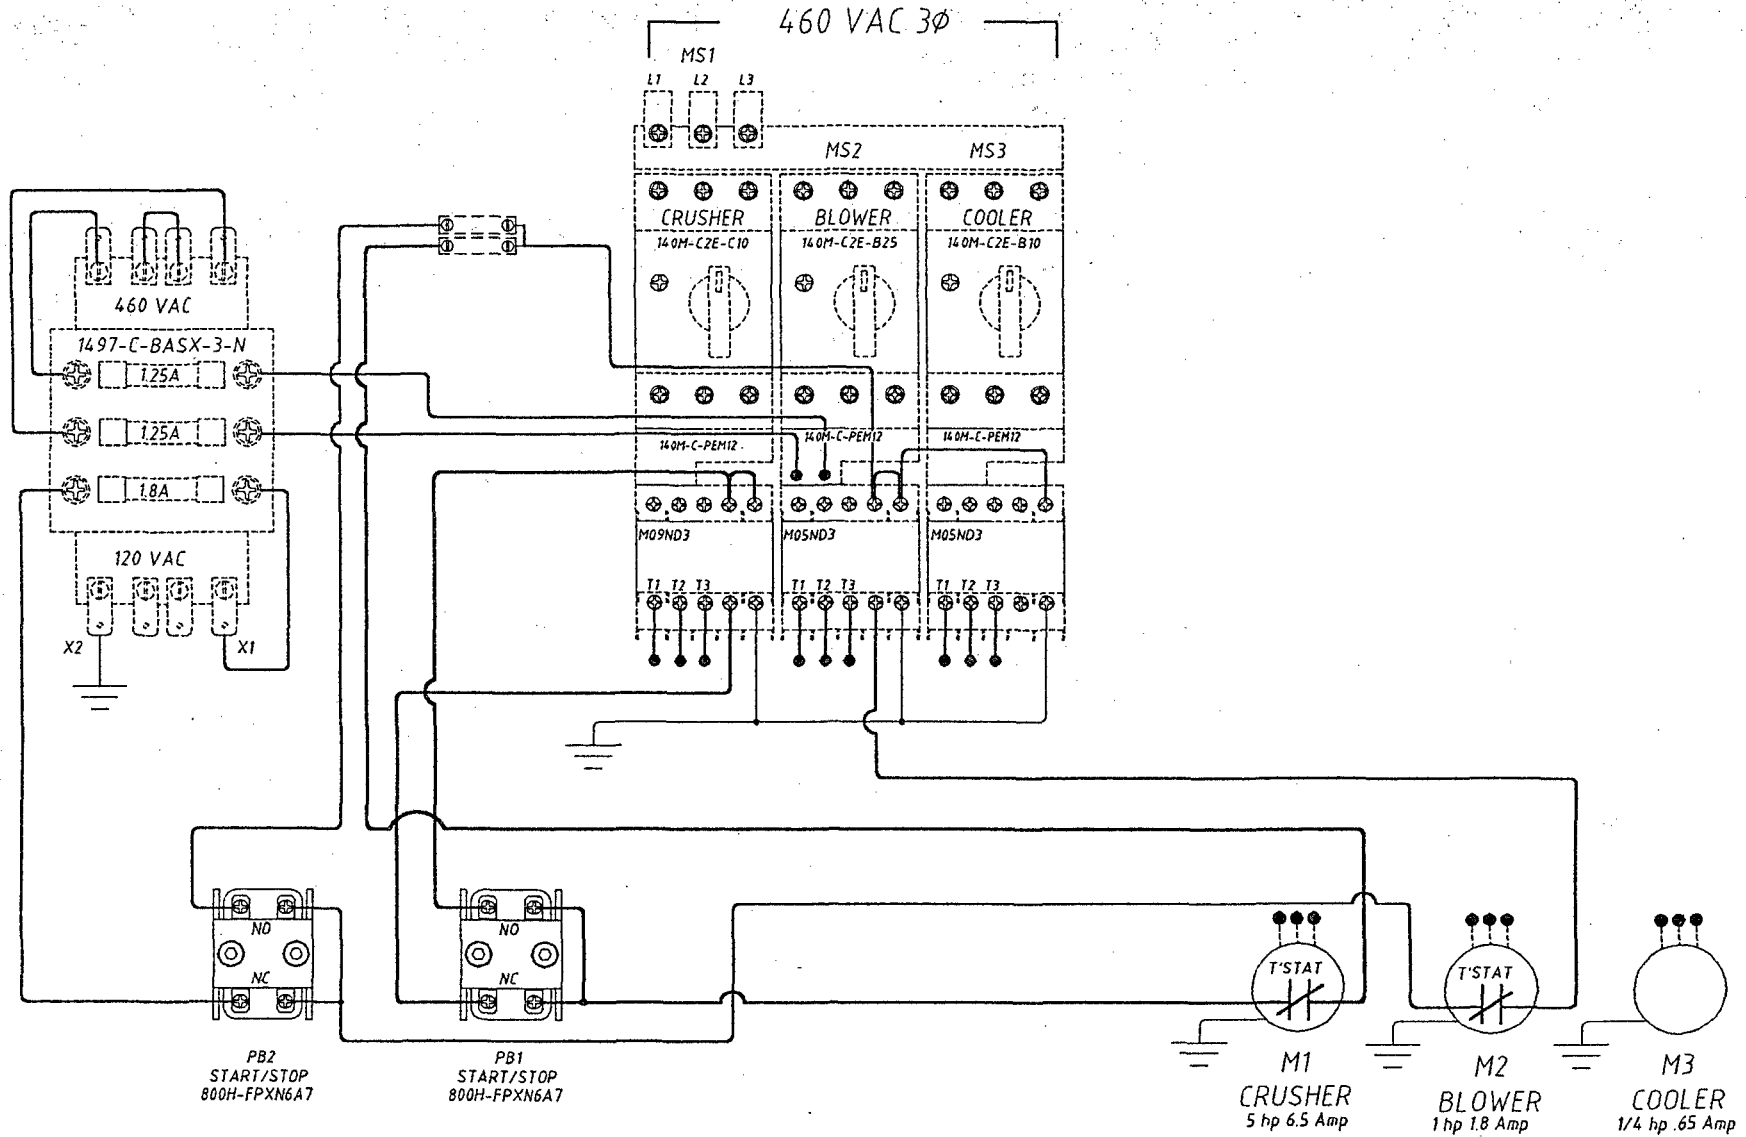 460 VAC 3Ø
MS1
L1 L2 L3
MS2 MS3
CRUSHER BLOWER COOLER
140M-C2E-C10 140M-C2E-B25 140M-C2E-B10
460 VAC
1497-C-BASX-3-N
1.25A
1.25A
1.8A
140M-C-PEM12 140M-C-PEM12 140M-C-PEM12
M09ND3 M05ND3 M05ND3
120 VAC
T1 T2 T3 T1 T2 T3 T1 T2 T3
X2 X1
NO NO
NC NC
T'STAT T'STAT
PB2
START/STOP
800H-FPXN6A7
PB1
START/STOP
800H-FPXN6A7
M1
CRUSHER
5 hp 6.5 Amp
M2
BLOWER
1 hp 1.8 Amp
M3
COOLER
1/4 hp .65 Amp